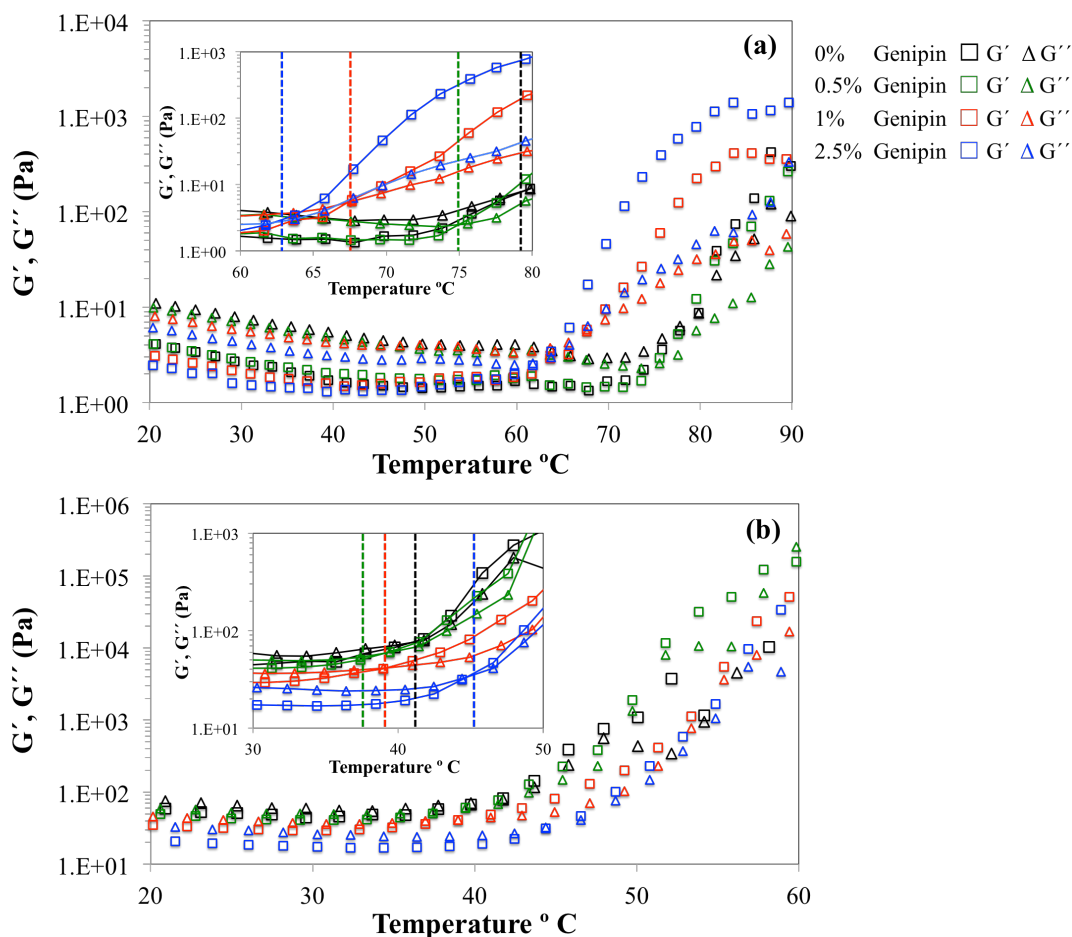 1.E+04
1.E+03
1.E+02
1.E+01
1.E+00
G´, G´´ (Pa)
20 30 40 50 60 70 80 90
Temperature ºC
(a)
1.E+03
1.E+02
1.E+01
1.E+00
G´, G´´ (Pa)
60 65 70 75 80
Temperature ºC
0% Genipin G´ G´´
0.5% Genipin G´ G´´
1% Genipin G´ G´´
2.5% Genipin G´ G´´
1.E+06
1.E+05
1.E+04
1.E+03
1.E+02
1.E+01
G´, G´´ (Pa)
20 30 40 50 60
Temperature º C
(b)
1.E+03
1.E+02
1.E+01
G´, G´´ (Pa)
30 40 50
Temperature º C